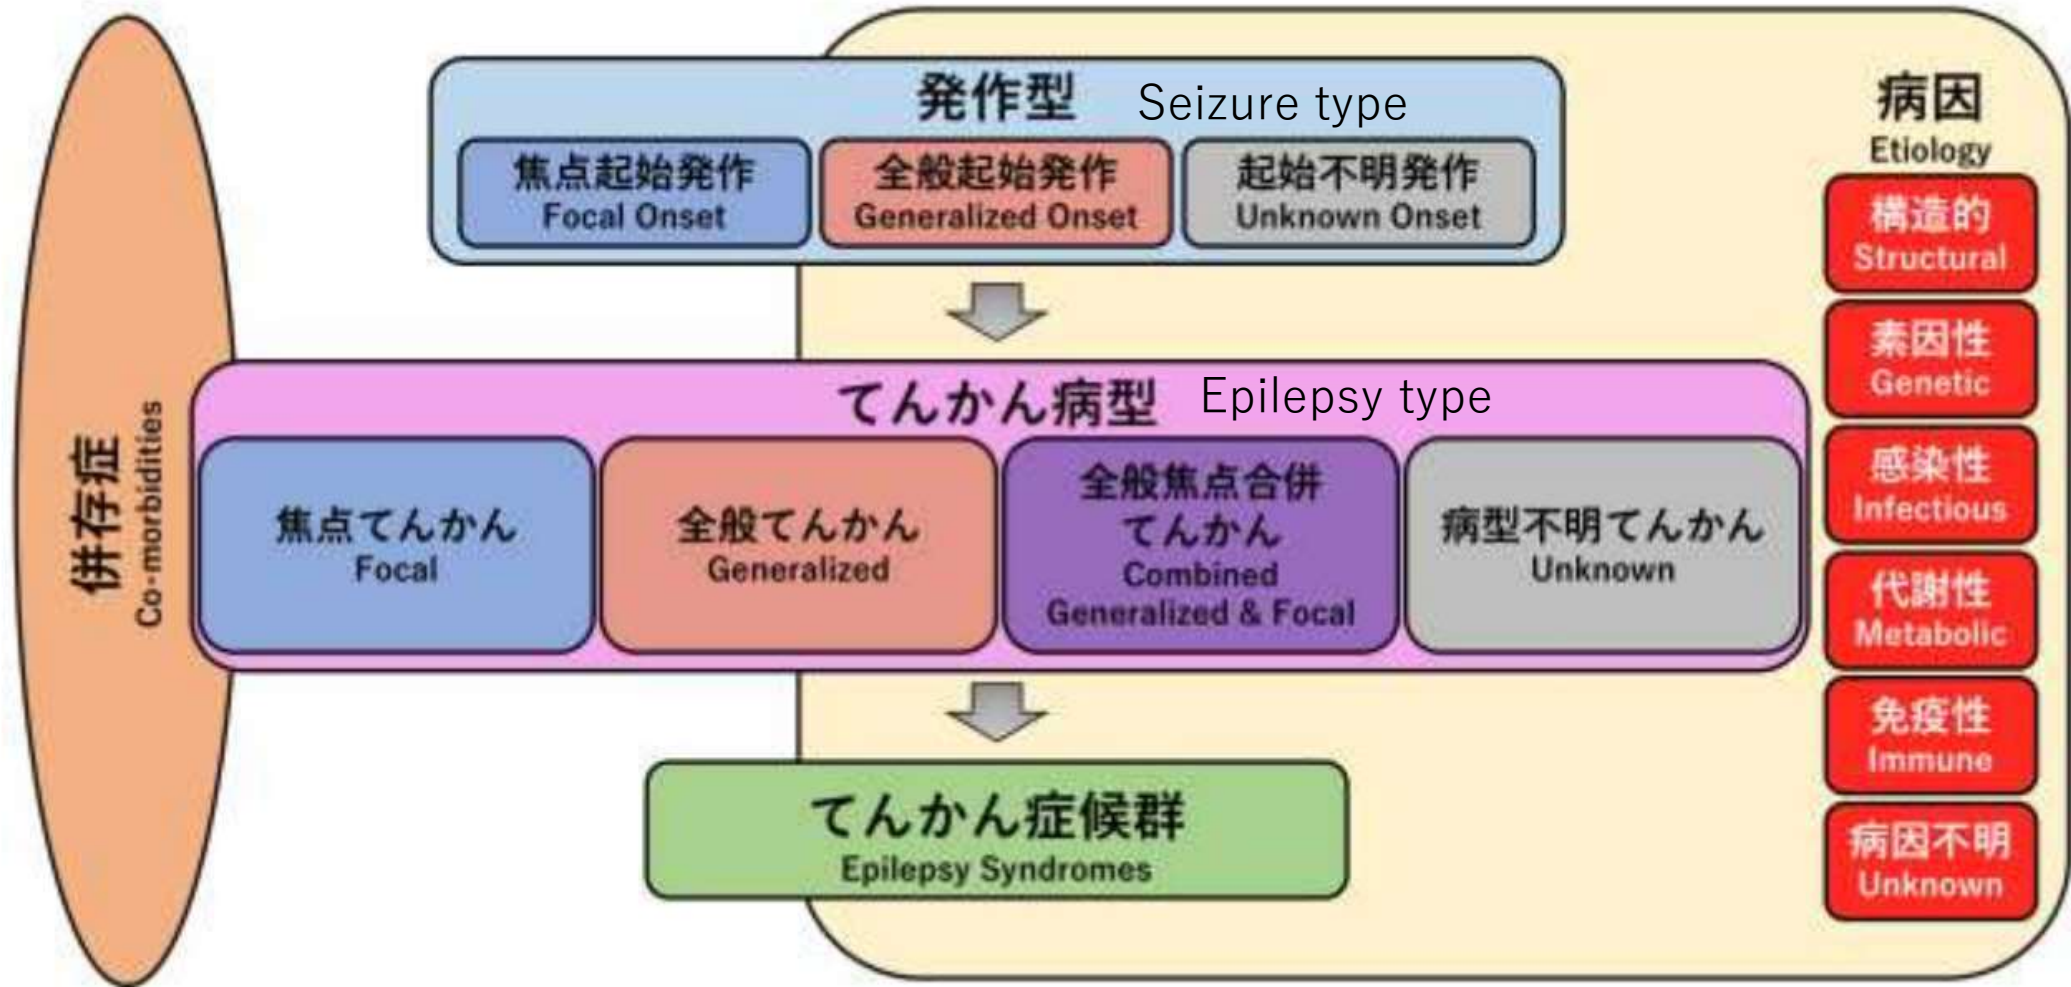 併存症
Co-morbidities
発作型 Seizure type
焦点起始発作
Focal Onset
全般起始発作
Generalized Onset
起始不明発作
Unknown Onset
てんかん病型 Epilepsy type
焦点てんかん
Focal
全般てんかん
Generalized
全般焦点合併
てんかん
Combined
Generalized & Focal
病型不明てんかん
Unknown
てんかん症候群
Epilepsy Syndromes
病因
Etiology
構造的
Structural
素因性
Genetic
感染性
Infectious
代謝性
Metabolic
免疫性
Immune
病因不明
Unknown